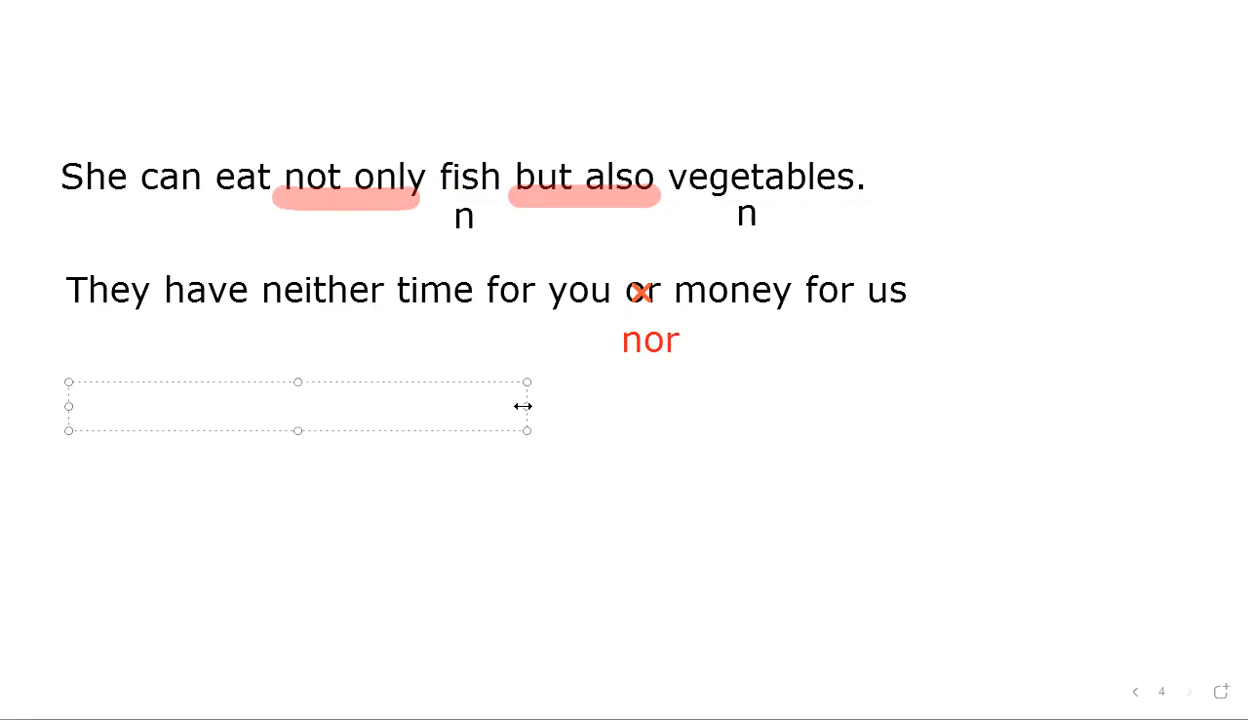 She can eat not only fish but also vegetables.
n n
They have neither time for you or money for us
x
nor
4